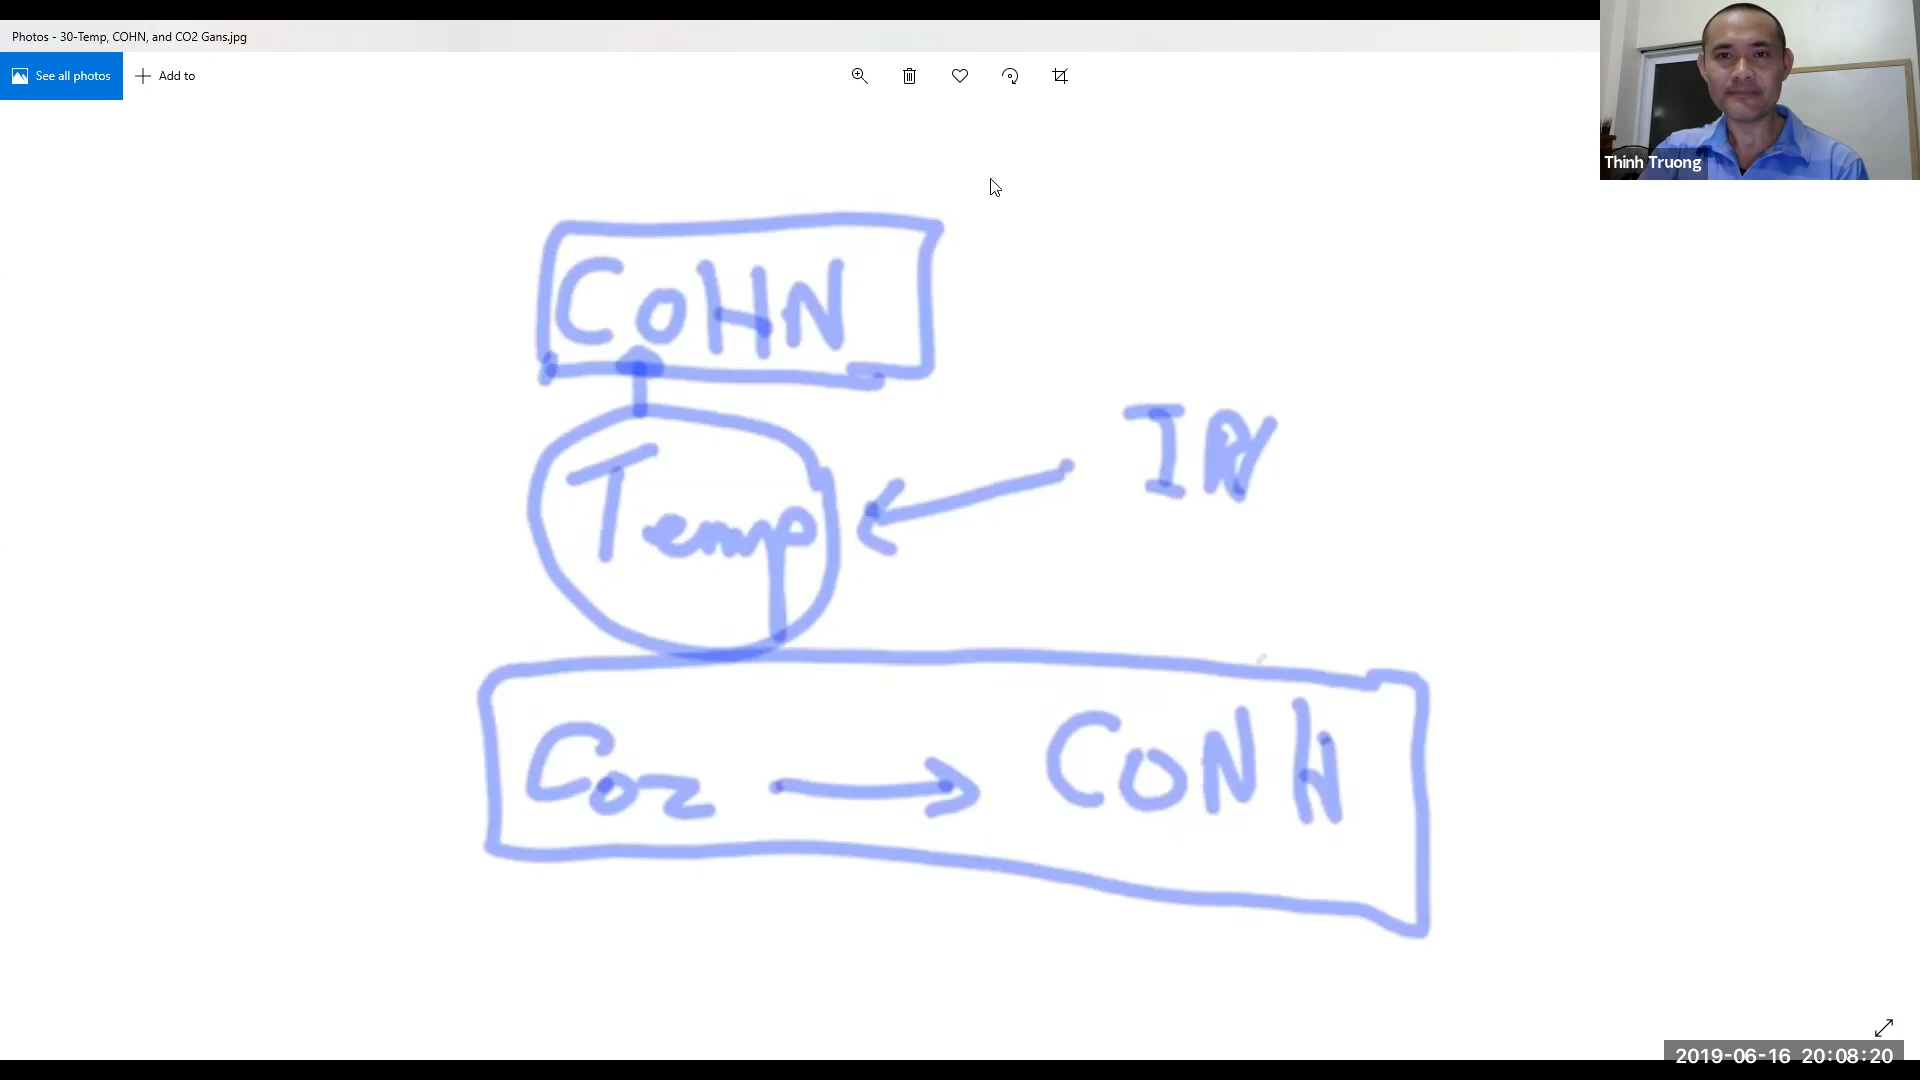 Photos - 30-Temp, COHN, and CO2 Gans.jpg
See all photos
Add to
Thinh Truong
COHN
Temp
CO2 → CONH
2019-06-16 20:08:20